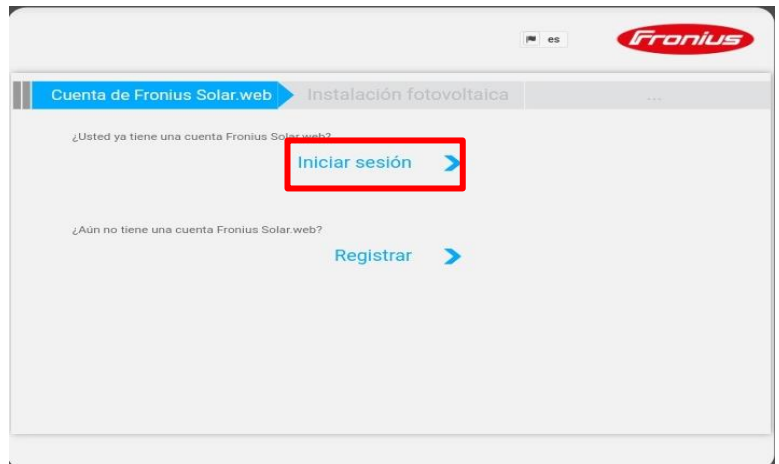 es
Fronius
Cuenta de Fronius Solar.web
Instalación fotovoltaica
...
¿Usted ya tiene una cuenta Fronius Solar.web?
Iniciar sesión
¿Aún no tiene una cuenta Fronius Solar.web?
Registrar